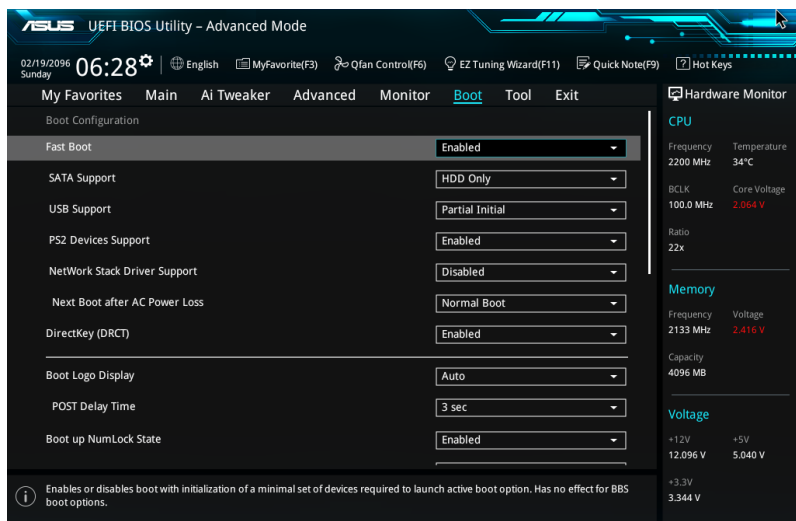 ASUS UEFI BIOS Utility – Advanced Mode
02/19/2096
Sunday
06:28
English MyFavorite(F3) Qfan Control(F6) EZ Tuning Wizard(F11) Quick Note(F9) ? Hot Keys
My Favorites Main Ai Tweaker Advanced Monitor Boot Tool Exit
Boot Configuration
Fast Boot Enabled
SATA Support HDD Only
USB Support Partial Initial
PS2 Devices Support Enabled
NetWork Stack Driver Support Disabled
Next Boot after AC Power Loss Normal Boot
DirectKey (DRCT) Enabled
Boot Logo Display Auto
POST Delay Time 3 sec
Boot up NumLock State Enabled
i Enables or disables boot with initialization of a minimal set of devices required to launch active boot option. Has no effect for BBS
boot options.
Hardware Monitor
CPU
Frequency Temperature
2200 MHz 34°C
BCLK Core Voltage
100.0 MHz 2.064 V
Ratio
22x
Memory
Frequency Voltage
2133 MHz 2.416 V
Capacity
4096 MB
Voltage
+12V +5V
12.096 V 5.040 V
+3.3V
3.344 V